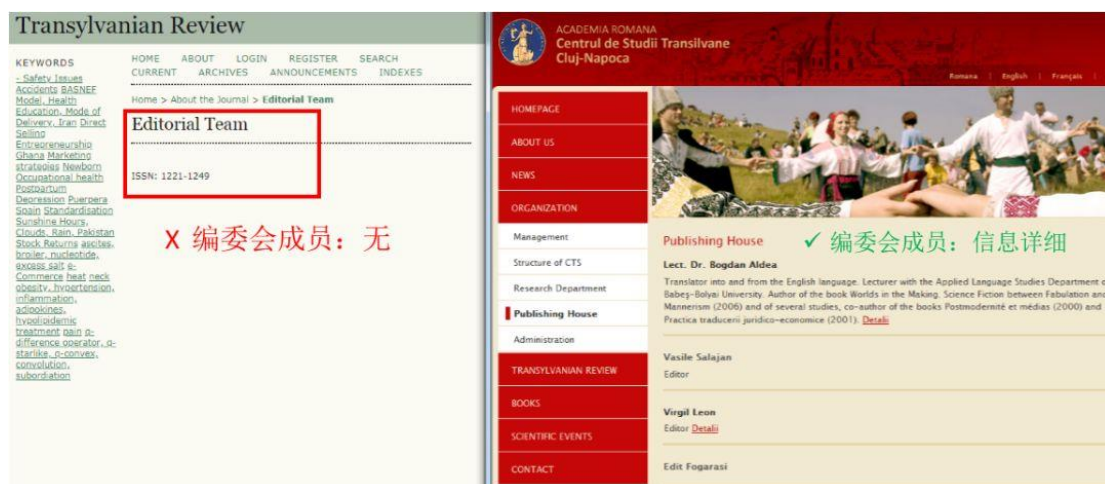 Transylvanian Review
KEYWORDS
- Safety Issues
Accidents BASNEF
Model, Health
Education, Mode of
Delivery, Iran Direct
Selling
Entrepreneurship
Ghana Marketing
strategies Newborn
Occupational health
Postpartum
Depression Puerpera
Spain Standardisation
Sunshine Hours,
Clouds, Rain, Pakistan
Stock Returns ascites,
broiler, nucleotide,
excess salt e-
Commerce heat neck
obesity, hypertension,
inflammation,
adipokines,
hypolipidemic
treatment pain q-
difference operator, q-
starlike, q-convex,
convolution,
subordiation
HOME ABOUT LOGIN REGISTER SEARCH
CURRENT ARCHIVES ANNOUNCEMENTS INDEXES
Home > About the Journal > Editorial Team
Editorial Team
ISSN: 1221-1249
X 编委会成员：无
ACADEMIA ROMANA
Centrul de Studii Transilvane
Cluj-Napoca
Romana | English | Français |
HOMEPAGE
ABOUT US
NEWS
ORGANIZATION
Management
Structure of CTS
Research Department
Publishing House
Administration
TRANSYLVANIAN REVIEW
BOOKS
SCIENTIFIC EVENTS
CONTACT
Publishing House
✓ 编委会成员：信息详细
Lect. Dr. Bogdan Aldea
Translator into and from the English language. Lecturer with the Applied Language Studies Department
Babeş-Bolyai University. Author of the book Worlds in the Making. Science Fiction between Fabulation and
Mannerism (2006) and of several studies, co-author of the books Postmodernité et médias (2000) and
Practica traducerii juridico-economice (2001). Detalii
Vasile Salajan
Editor
Virgil Leon
Editor Detalii
Edit Fogarasi